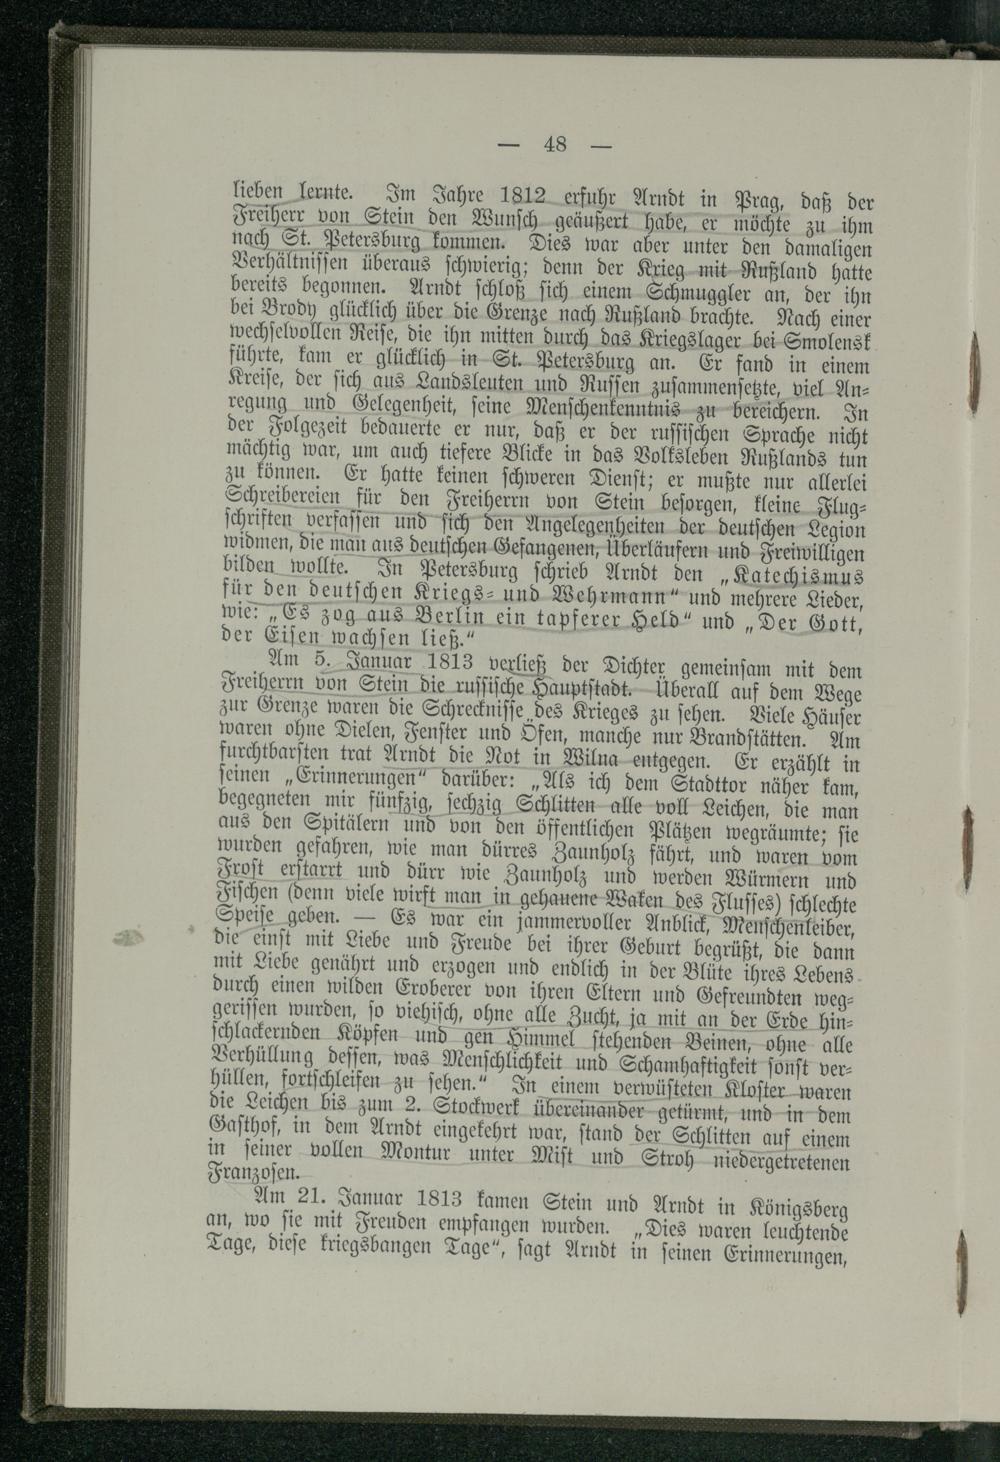 — 48 —
lieben lernte. Im Jahre 1812 erfuhr Arndt in Prag, daß der
Freiherr von Stein den Wunsch geäußert habe, er möchte zu ihm
nach St. Petersburg kommen. Dies war aber unter den damaligen
Verhältnissen überaus schwierig; denn der Krieg mit Rußland hatte
bereits begonnen. Arndt schloß sich einem Schmuggler an, der ihn
bei Brody glücklich über die Grenze nach Rußland brachte. Nach einer
wechselvollen Reise, die ihn mitten durch das Kriegslager bei Smolensk
führte, kam er glücklich in St. Petersburg an. Er fand in einem
Kreise, der sich aus Landsleuten und Russen zusammensetzte, viel An-
regung und Gelegenheit, seine Menschenkenntnis zu bereichern. In
der Folgezeit bedauerte er nur, daß er der russischen Sprache nicht
mächtig war, um auch tiefere Blicke in das Volksleben Rußlands tun
zu können. Er hatte keinen schweren Dienst; er mußte nur allerlei
Schreibereien für den Freiherrn von Stein besorgen, kleine Flug-
schriften verfassen und sich den Angelegenheiten der deutschen Legion
widmen, die man aus deutschen Gefangenen, Überläufern und Freiwilligen
bilden wollte. In Petersburg schrieb Arndt den „Katechismus
für den deutschen Kriegs- und Wehrmann“ und mehrere Lieder,
wie: „Es zog aus Berlin ein tapferer Held“ und „Der Gott,
der Eisen wachsen ließ.“
Am 5. Januar 1813 verließ der Dichter gemeinsam mit dem
Freiherrn von Stein die russische Hauptstadt. Überall auf dem Wege
zur Grenze waren die Schrecknisse des Krieges zu sehen. Viele Häuser
waren ohne Dielen, Fenster und Öfen, manche nur Brandstätten. Am
furchtbarsten trat Arndt die Not in Wilna entgegen. Er erzählt in
seinen „Erinnerungen“ darüber: „Als ich dem Stadttor näher kam,
begegneten mir fünfzig, sechzig Schlitten alle voll Leichen, die man
aus den Spitälern und von den öffentlichen Plätzen wegräumte; sie
wurden gefahren, wie man dürres Zaunholz fährt, und waren vom
Frost erstarrt und dürr wie Zaunholz und werden Würmern und
Fischen (denn viele wirft man in gehauene Waken des Flusses) schlechte
Speise geben. — Es war ein jammervoller Anblick, Menschenleiber,
die einst mit Liebe und Freude bei ihrer Geburt begrüßt, die dann
mit Liebe genährt und erzogen und endlich in der Blüte ihres Lebens
durch einen wilden Eroberer von ihren Eltern und Gefreundten weg-
gerissen wurden, so viehisch, ohne alle Zucht, ja mit an der Erde hin-
schlackernden Köpfen und gen Himmel stehenden Beinen, ohne alle
Verhüllung dessen, was Menschlichkeit und Schamhaftigkeit sonst ver-
hüllen, fortschleifen zu sehen.“ In einem verwüsteten Kloster waren
die Leichen bis zum 2. Stockwerk übereinander getürmt, und in dem
Gasthof, in dem Arndt eingekehrt war, stand der Schlitten auf einem
in seiner vollen Montur unter Mist und Stroh niedergetretenen
Franzosen.
Am 21. Januar 1813 kamen Stein und Arndt in Königsberg
an, wo sie mit Freuden empfangen wurden. „Dies waren leuchtende
Tage, diese kriegsbangen Tage“, sagt Arndt in seinen Erinnerungen,